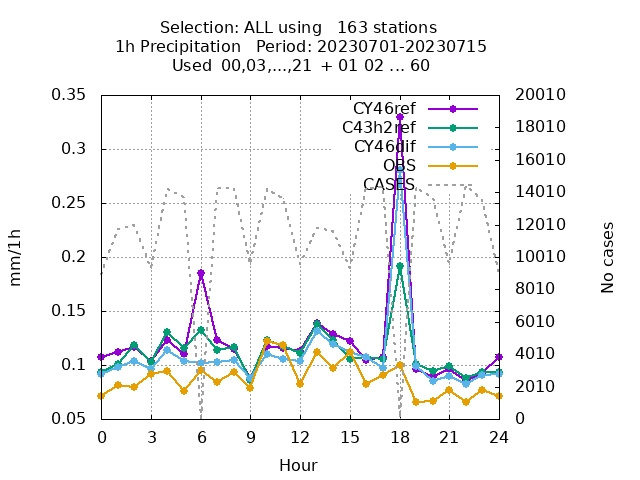 Selection: ALL using 163 stations
1h Precipitation Period: 20230701-20230715
Used 00,03,...,21 + 01 02 ... 60
0.35 20010
0.3 18010
0.25 16010
0.2 14010
0.15 12010
0.1 10010
0.05 8010
6010
4010
2010
0
CY46ref
C43h2ref
CY46dif
OBS
CASES
mm/1h
No cases
0 3 6 9 12 15 18 21 24
Hour